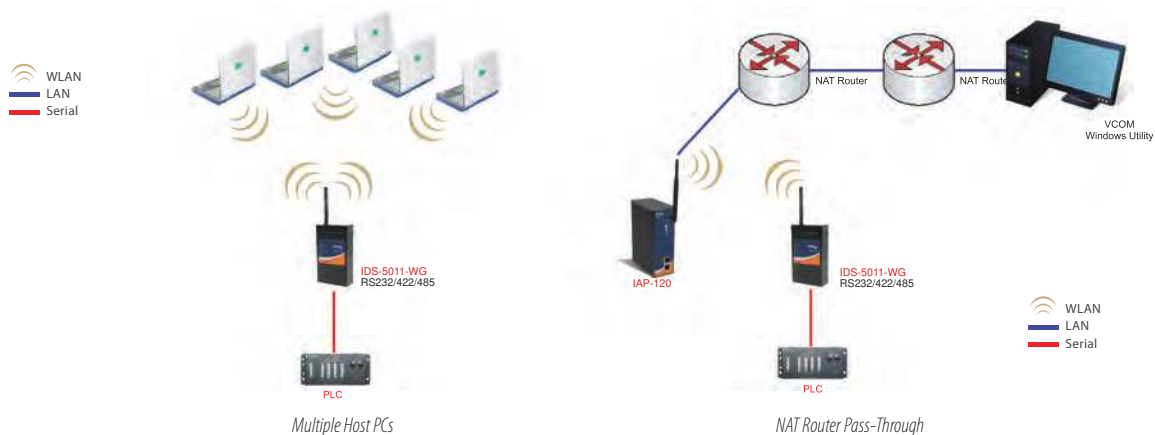 WLAN
LAN
Serial
IDS-5011-WG
RS232/422/485
PLC
Multiple Host PCs
NAT Router
NAT Route
VCOM
Windows Utility
IAP-120
IDS-5011-WG
RS232/422/485
PLC
WLAN
LAN
Serial
NAT Router Pass-Through